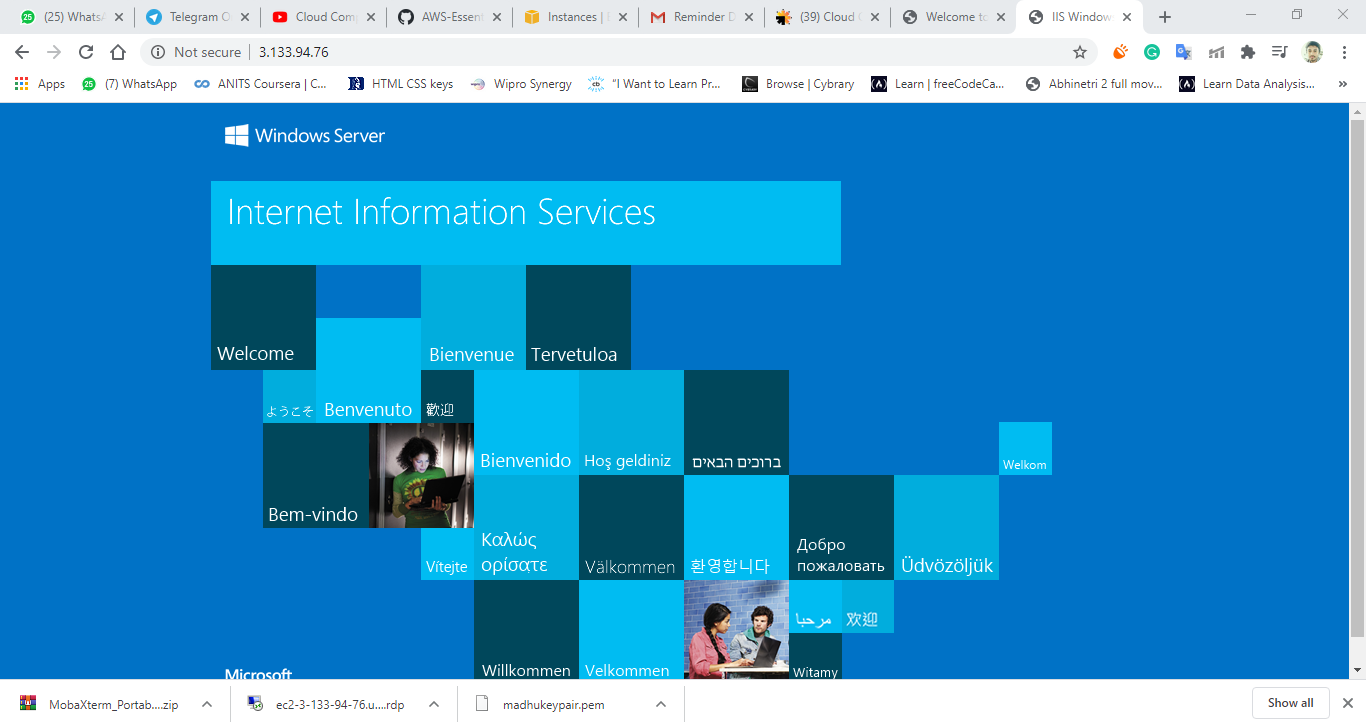 (25) WhatsA
Telegram O
Cloud Comp
AWS-Essent
Instances | E
Reminder D
(39) Cloud C
Welcome to
IIS Window
Not secure
3.133.94.76
Apps
25
(7) WhatsApp
ANITS Coursera | C...
HTML CSS keys
Wipro Synergy
"I Want to Learn Pr...
Browse | Cybrary
Learn | freeCodeCa...
Abhinetri 2 full mov...
Learn Data Analysis...
»
Windows Server
Internet Information Services
Welcome
Bienvenue
Tervetuloa
ようこそ
Benvenuto
歡迎
Bienvenido
Hoş geldiniz
ברוכים הבאים
Welkom
Bem-vindo
Vítejte
Καλώς
ορίσατε
Välkommen
환영합니다
Добро
пожаловать
Üdvözöljük
مرحبا
欢迎
Willkommen
Velkommen
Witamy
Microsoft
MobaXterm_Portab....zip
ec2-3-133-94-76.u....rdp
madhukeypair.pem
Show all